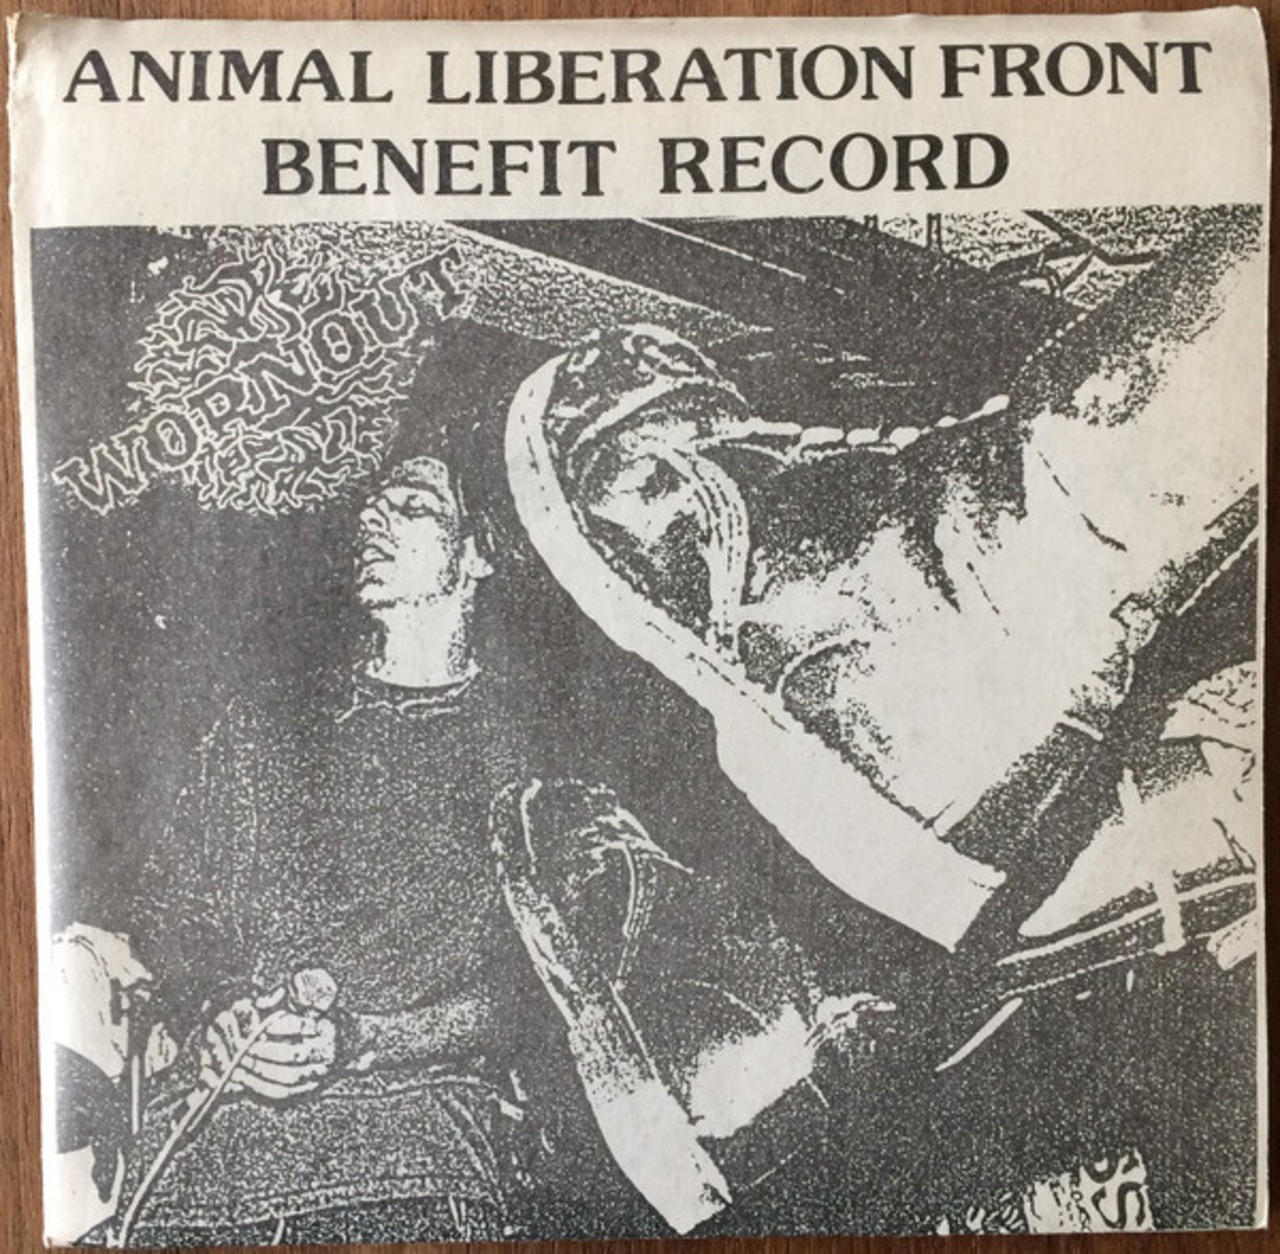 ANIMAL LIBERATION FRONT
BENEFIT RECORD
WORNOUT